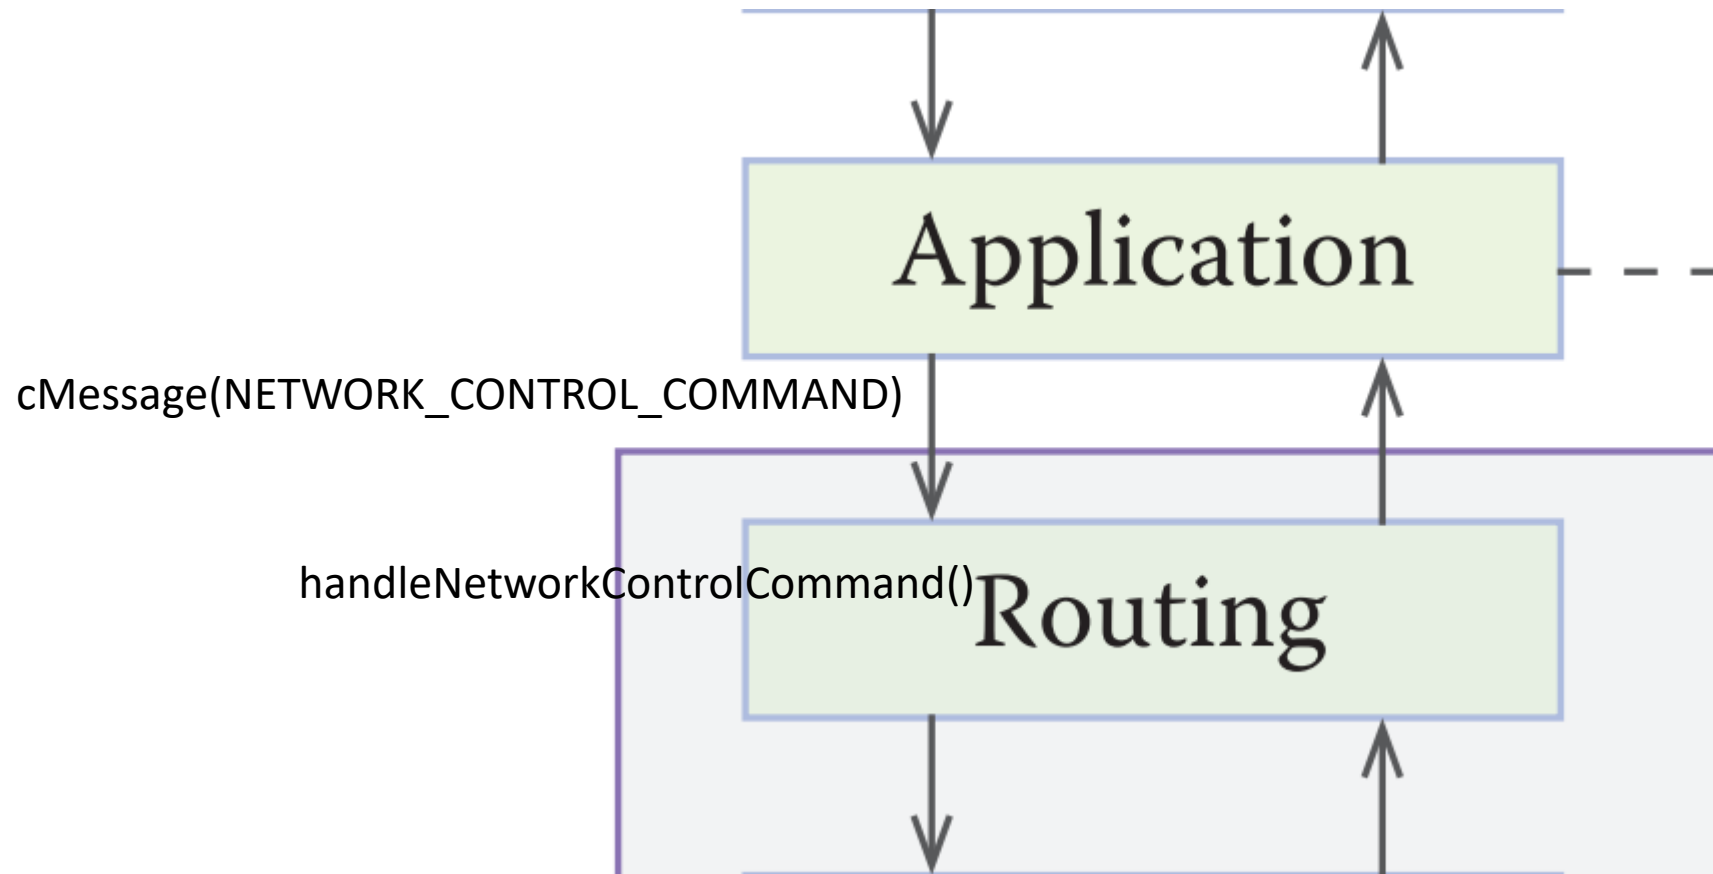 Application
cMessage(NETWORK_CONTROL_COMMAND)
handleNetworkControlCommand()
Routing